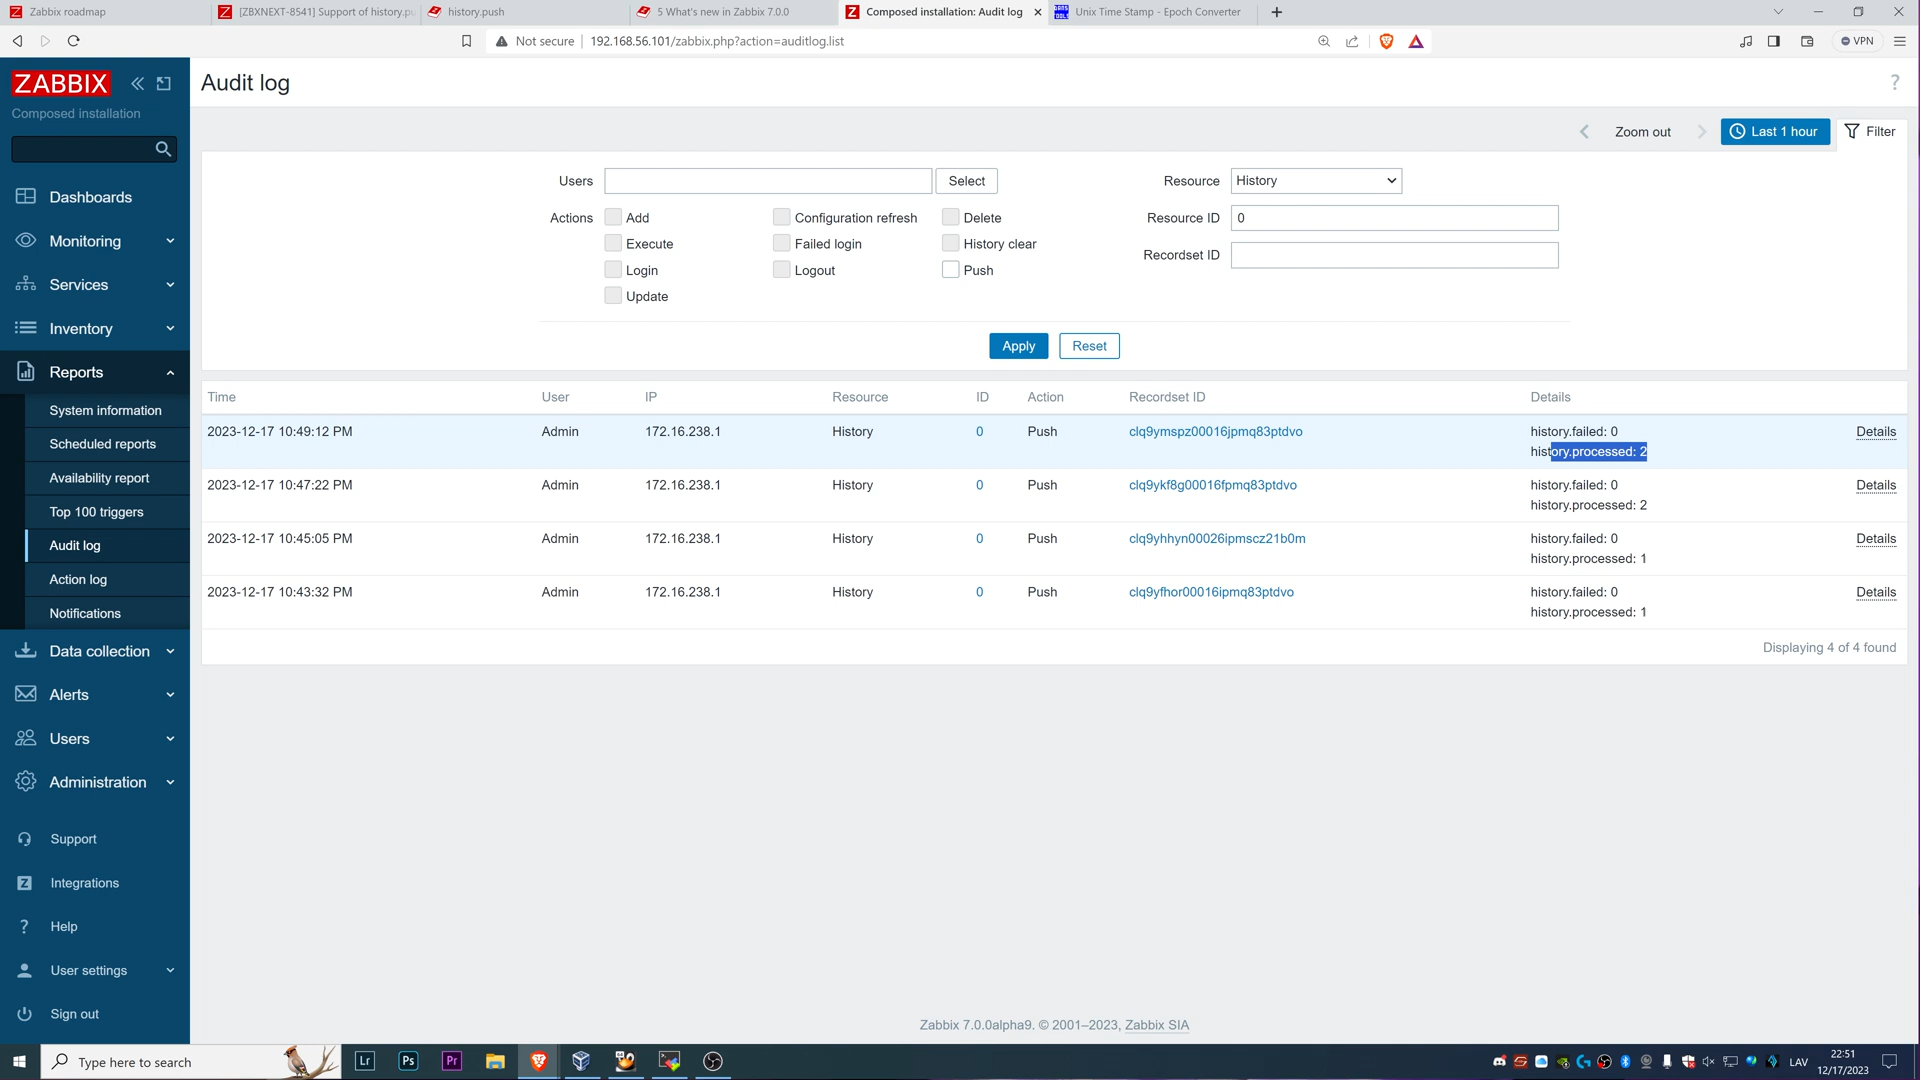 Zabbix roadmap
[ZBXNEXT-8541] Support of history.pu
history.push
5 What's new in Zabbix 7.0.0
Composed installation: Audit log
Unix Time Stamp - Epoch Converter
Not secure
192.168.56.101/zabbix.php?action=auditlog.list
VPN
ZABBIX
Composed installation
Dashboards
Monitoring
Services
Inventory
Reports
System information
Scheduled reports
Availability report
Top 100 triggers
Audit log
Action log
Notifications
Data collection
Alerts
Users
Administration
Support
Integrations
Help
User settings
Sign out
Audit log
?
Zoom out
Last 1 hour
Filter
Users
Select
Resource
History
Actions
Add
Configuration refresh
Delete
Resource ID
0
Execute
Failed login
History clear
Recordset ID
Login
Logout
Push
Update
Apply
Reset
Time User IP Resource ID Action Recordset ID Details
2023-12-17 10:49:12 PM Admin 172.16.238.1 History 0 Push clq9ymspz00016jpmq83ptdvo history.failed: 0 Details
history.processed: 2
2023-12-17 10:47:22 PM Admin 172.16.238.1 History 0 Push clq9ykf8g00016fpmq83ptdvo history.failed: 0 Details
history.processed: 2
2023-12-17 10:45:05 PM Admin 172.16.238.1 History 0 Push clq9yhhyn00026ipmscz21b0m history.failed: 0 Details
history.processed: 1
2023-12-17 10:43:32 PM Admin 172.16.238.1 History 0 Push clq9yfhor00016ipmq83ptdvo history.failed: 0 Details
history.processed: 1
Displaying 4 of 4 found
Zabbix 7.0.0alpha9. © 2001–2023, Zabbix SIA
Type here to search
Lr
Ps
Pr
LAV
22:51
12/17/2023